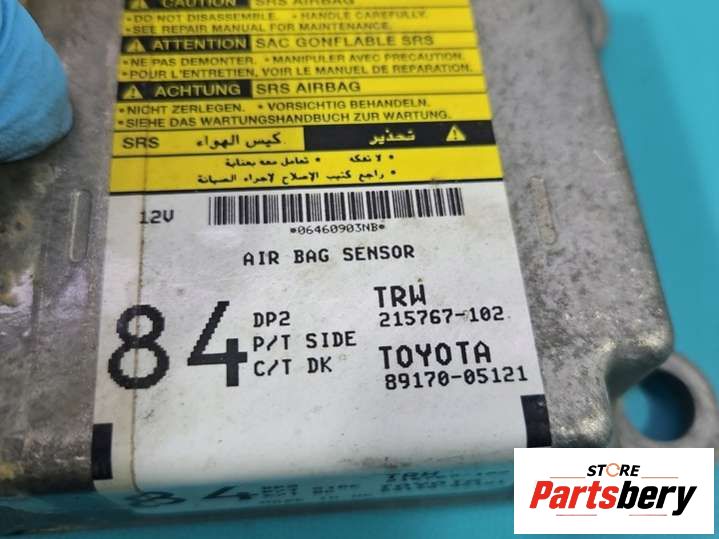 CAUTION SRS AIRBAG
•DO NOT DISASSEMBLE. •HANDLE CAREFULLY.
•SEE REPAIR MANUAL FOR MAINTENANCE.
ATTENTION SAC GONFLABLE SRS
•NE PAS DEMONTER. •MANIPULER AVEC PRECAUTION.
•POUR L'ENTRETIEN, VOIR LE MANUEL DE REPARATION.
ACHTUNG SRS AIRBAG
•NICHT ZERLEGEN. •VORSICHTIG BEHANDELN.
•SIEHE DAS WARTUNGSHANDBUCH ZUR WARTUNG.
تحذير كيس الهواء SRS
• لا تفكه • تعامل معه بعناية
• راجع كتيب الإصلاح لاجراء الصيانة
12V
*06460903NB*
AIR BAG SENSOR
84 DP2 TRW
215767-102
P/T SIDE
C/T DK TOYOTA
89170-05121
84
STORE
Partsbery